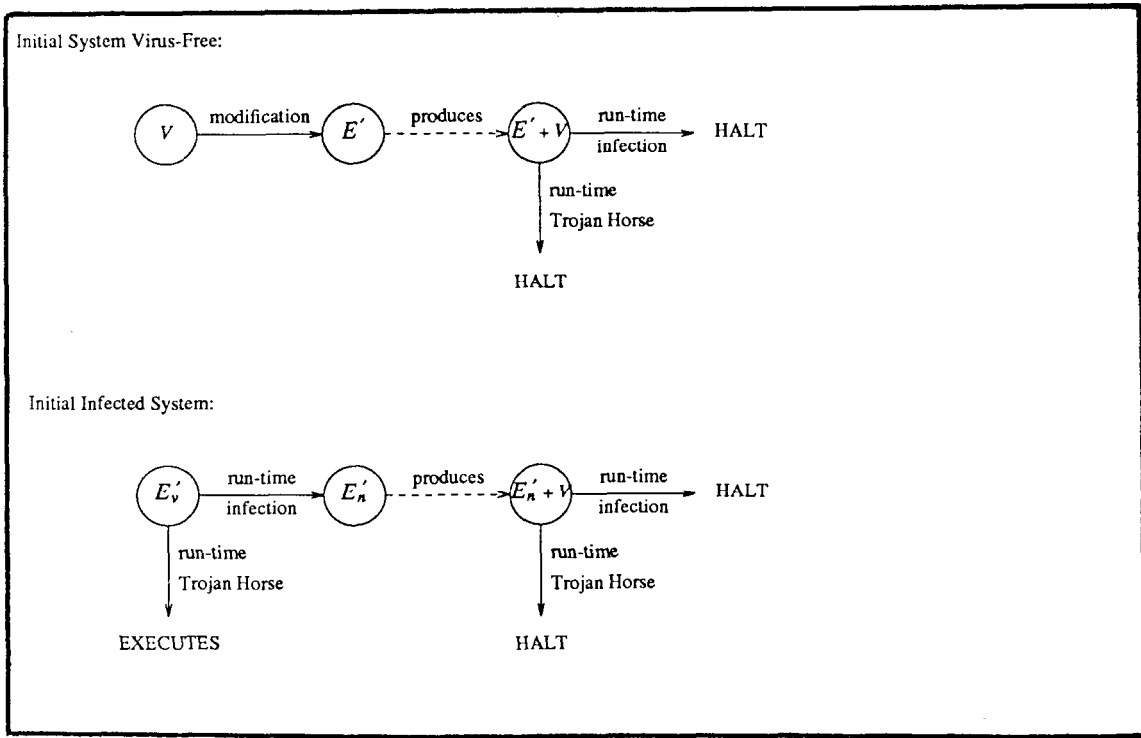 Initial System Virus-Free:
V
modification
E′
produces
E′ + V
run-time
infection
HALT
run-time
Trojan Horse
HALT
Initial Infected System:
E′v
run-time
infection
E′n
produces
E′n + V
run-time
infection
HALT
run-time
Trojan Horse
EXECUTES
run-time
Trojan Horse
HALT